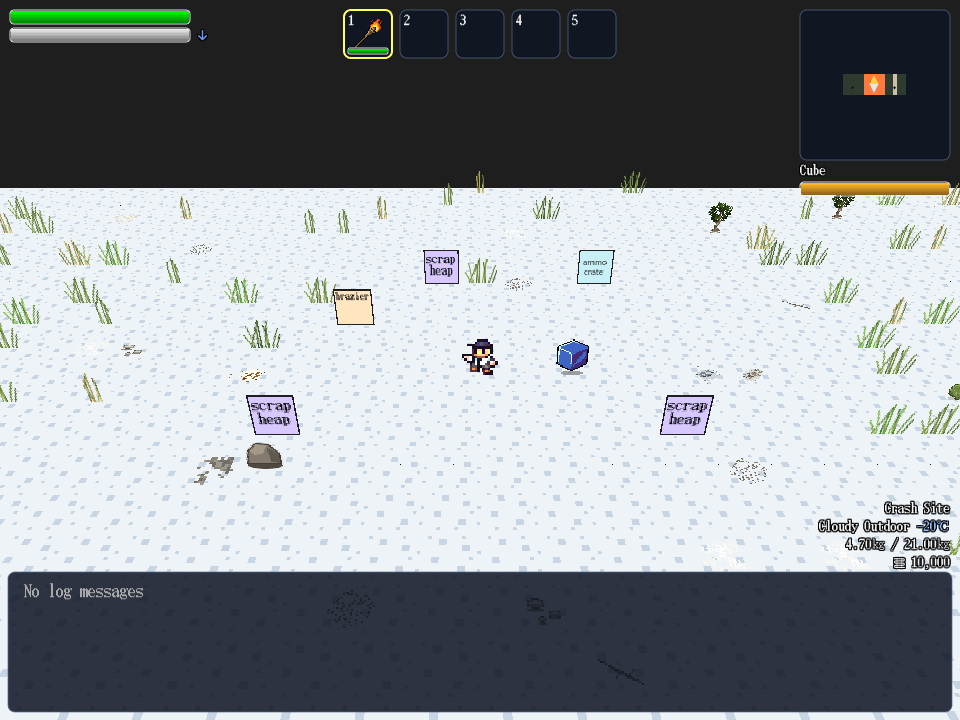 1
2
3
4
5
Cube
scrap
heap
ammo
crate
brazier
scrap
heap
scrap
heap
Crash Site
Cloudy Outdoor -20°C
4.70kg / 21.00kg
10,000
No log messages